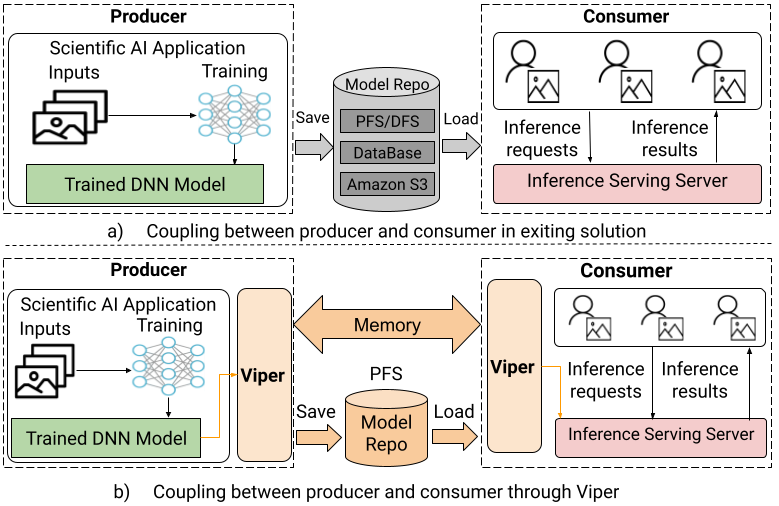 Producer
Scientific AI Application
Inputs
Training
Trained DNN Model
Save
Model Repo
PFS/DFS
DataBase
Amazon S3
Load
Consumer
Inference
requests
Inference
results
Inference Serving Server
a) Coupling between producer and consumer in exiting solution
Producer
Scientific AI Application
Inputs
Training
Trained DNN Model
Viper
Memory
PFS
Save
Model
Repo
Load
Consumer
Viper
Inference
requests
Inference
results
Inference Serving Server
b) Coupling between producer and consumer through Viper